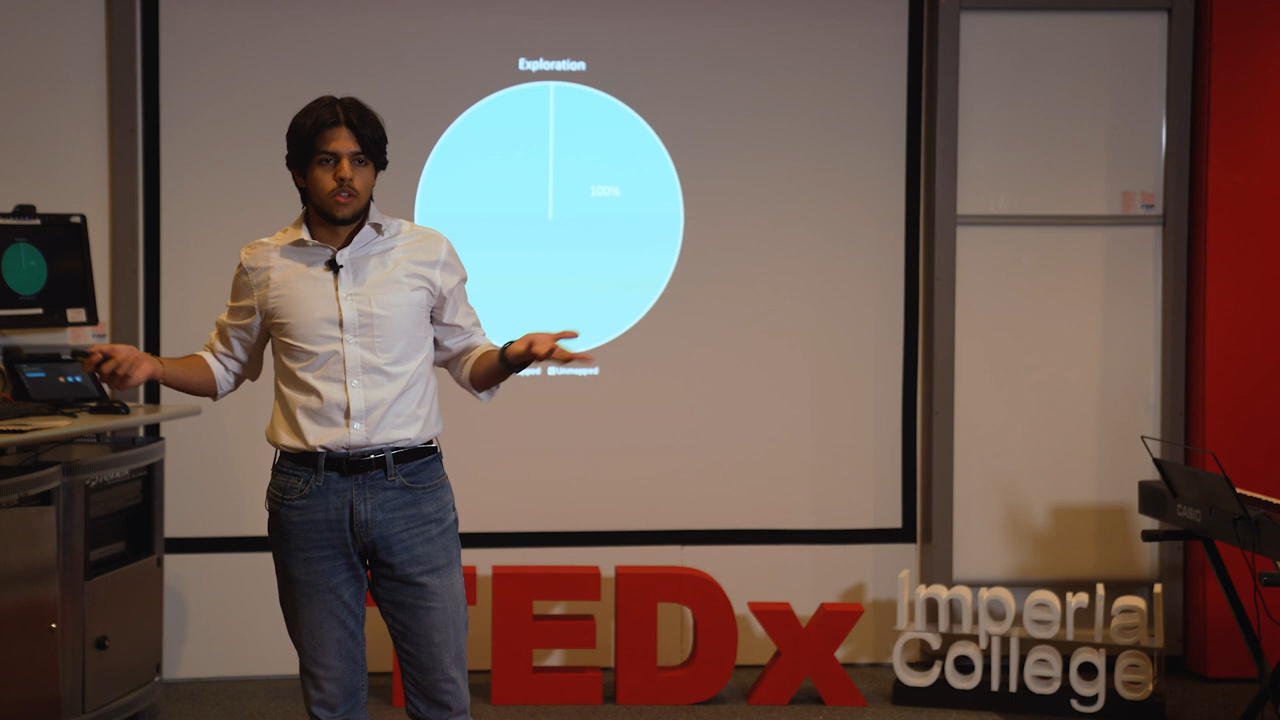 Exploration
100%
Unmapped
CASIO
TEDx
Imperial
College